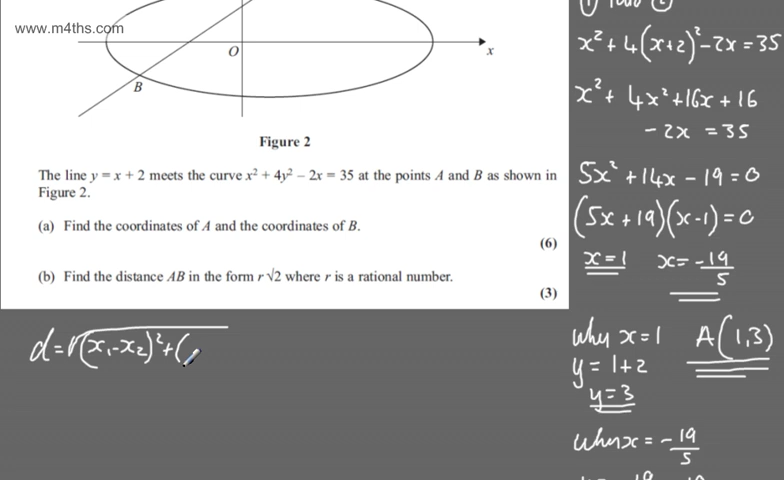 www.m4ths.com
O
x
B
Figure 2
The line y = x + 2 meets the curve x² + 4y² – 2x = 35 at the points A and B as shown in
Figure 2.
(a) Find the coordinates of A and the coordinates of B.
(6)
(b) Find the distance AB in the form r √2 where r is a rational number.
(3)
d=√(x₁-x₂)²+(
x²+4(x+2)²-2x=35
x²+ 4x²+16x+16
-2x =35
5x²+14x-19=0
(5x+19)(x-1)=0
x=1 x=-19/5
Why x=1 A(1,3)
y= 1+2
y=3
When x = -19/5